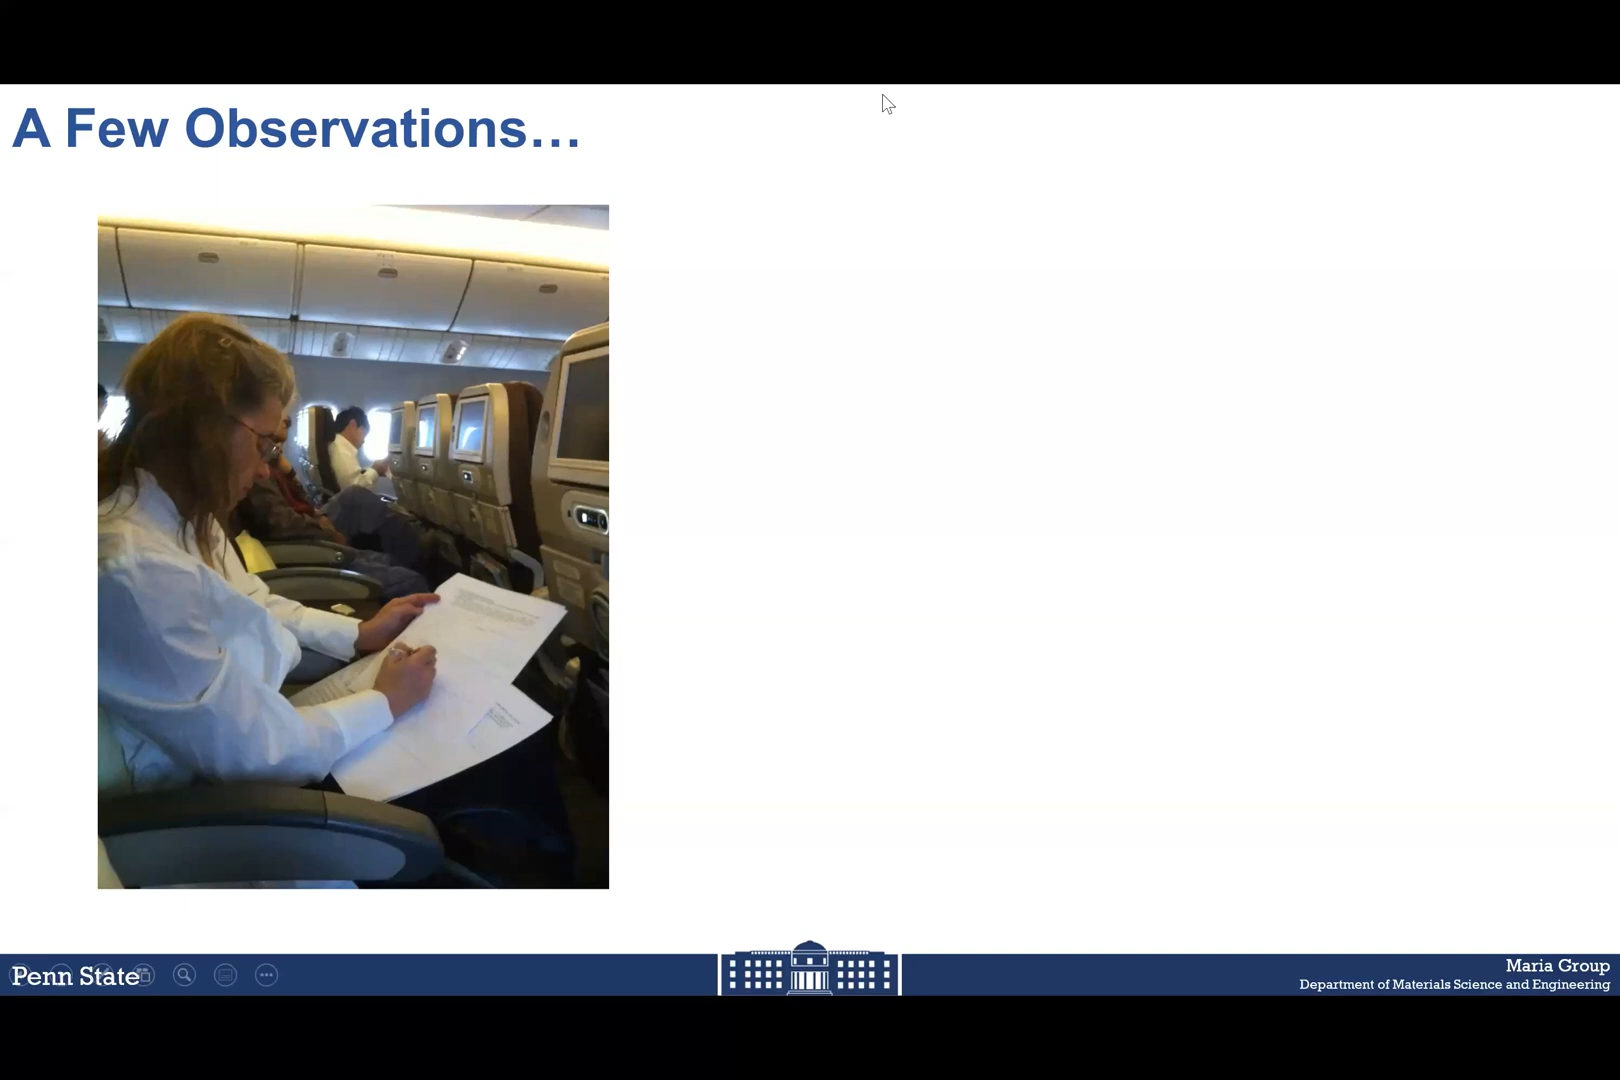 A Few Observations…
Penn State
Maria Group
Department of Materials Science and Engineering